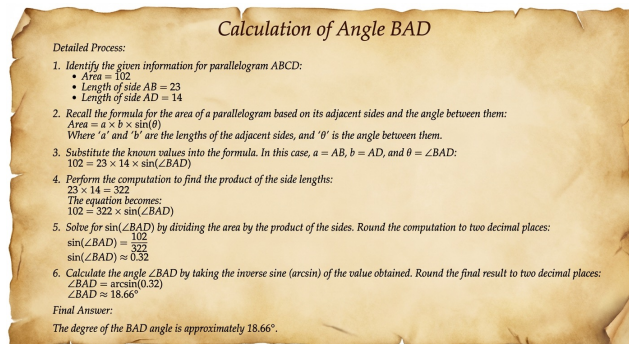 Calculation of Angle BAD
Detailed Process:
1. Identify the given information for parallelogram ABCD:
• Area = 102
• Length of side AB = 23
• Length of side AD = 14
2. Recall the formula for the area of a parallelogram based on its adjacent sides and the angle between them:
Area = a × b × sin(θ)
Where 'a' and 'b' are the lengths of the adjacent sides, and 'θ' is the angle between them.
3. Substitute the known values into the formula. In this case, a = AB, b = AD, and θ = ∠BAD:
102 = 23 × 14 × sin(∠BAD)
4. Perform the computation to find the product of the side lengths:
23 × 14 = 322
The equation becomes:
102 = 322 × sin(∠BAD)
5. Solve for sin(∠BAD) by dividing the area by the product of the sides. Round the computation to two decimal places:
sin(∠BAD) = 102/322
sin(∠BAD) ≈ 0.32
6. Calculate the angle ∠BAD by taking the inverse sine (arcsin) of the value obtained. Round the final result to two decimal places:
∠BAD = arcsin(0.32)
∠BAD ≈ 18.66°
Final Answer:
The degree of the BAD angle is approximately 18.66°.